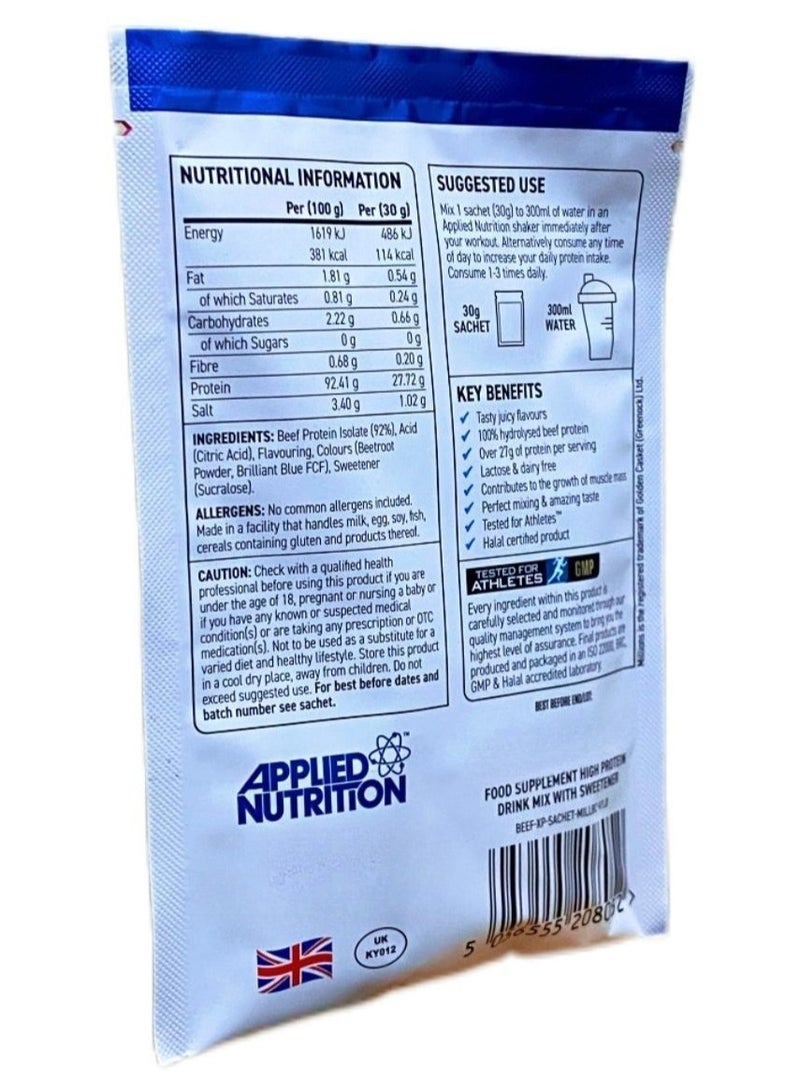 NUTRITIONAL INFORMATION
Per (100 g) Per (30 g)
Energy 1619 kJ 486 kJ
381 kcal 114 kcal
Fat 1.81 g 0.54 g
of which Saturates 0.81 g 0.24 g
Carbohydrates 2.22 g 0.66 g
of which Sugars 0 g 0 g
Fibre 0.68 g 0.20 g
Protein 92.41 g 27.72 g
Salt 3.40 g 1.02 g
INGREDIENTS: Beef Protein Isolate (92%), Acid
(Citric Acid), Flavouring, Colours (Beetroot
Powder, Brilliant Blue FCF), Sweetener
(Sucralose).
ALLERGENS: No common allergens included.
Made in a facility that handles milk, egg, soy, fish,
cereals containing gluten and products thereof.
CAUTION: Check with a qualified health
professional before using this product if you are
under the age of 18, pregnant or nursing a baby or
if you have any known or suspected medical
condition(s) or are taking any prescription or OTC
medication(s). Not to be used as a substitute for a
varied diet and healthy lifestyle. Store this product
in a cool dry place, away from children. Do not
exceed suggested use. For best before dates and
batch number see sachet.
SUGGESTED USE
Mix 1 sachet (30g) to 300ml of water in an
Applied Nutrition shaker immediately after
your workout. Alternatively consume any time
of day to increase your daily protein intake.
Consume 1-3 times daily.
30g
SACHET
300ml
WATER
KEY BENEFITS
✓ Tasty juicy flavours
✓ 100% hydrolysed beef protein
✓ Over 27g of protein per serving
✓ Lactose & dairy free
✓ Contributes to the growth of muscle mass
✓ Perfect mixing & amazing taste
✓ Tested for Athletes™
✓ Halal certified product
TESTED FOR
ATHLETES
GMP
Every ingredient within this product is
carefully selected and monitored through our
quality management system to bring you the
highest level of assurance. Final products are
produced and packaged in an ISO 22000, BRC,
GMP & Halal accredited laboratory.
Millions is the registered trademark of Golden Casket (Greenock) Ltd.
BEST BEFORE END/LOT:
APPLIED
NUTRITION™
FOOD SUPPLEMENT HIGH PROTEIN
DRINK MIX WITH SWEETENER
UK
KY012